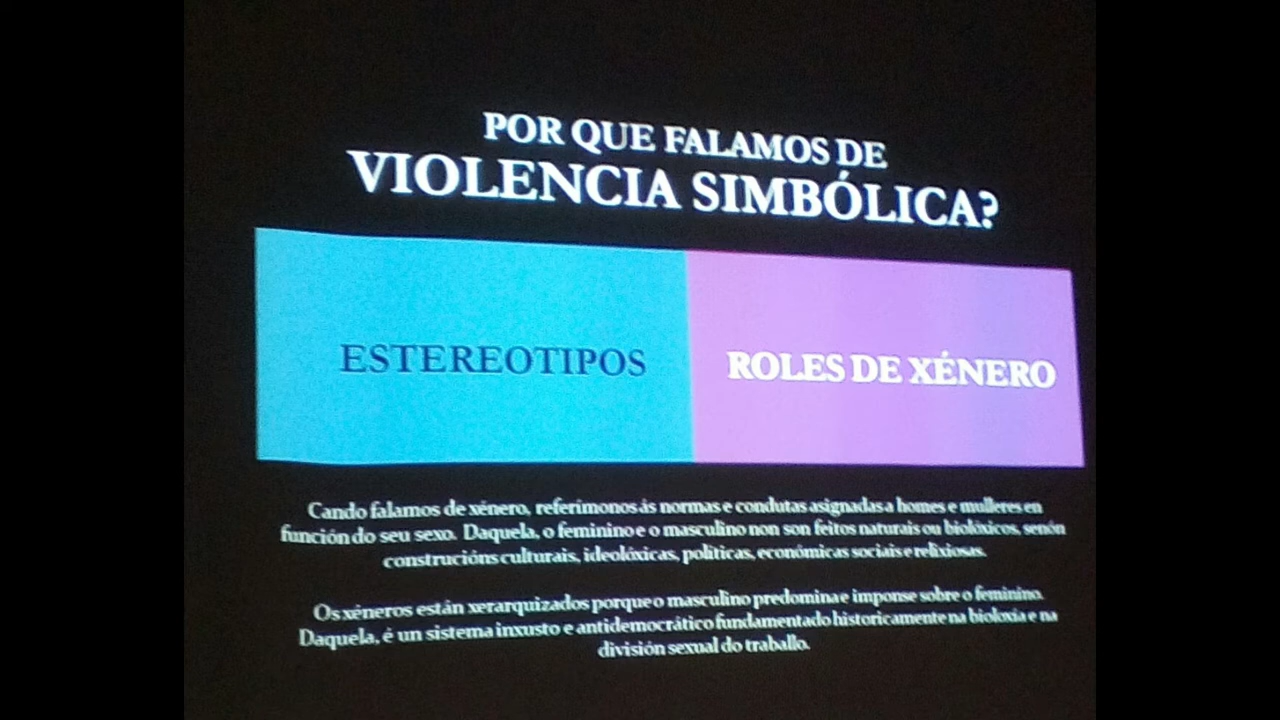 POR QUE FALAMOS DE
VIOLENCIA SIMBÓLICA?
ESTEREOTIPOS
ROLES DE XÉNERO
Cando falamos de xénero, referímonos ás normas e condutas asignadas a homes e mulleres en
función do seu sexo. Daquela, o feminino e o masculino non son feitos naturais ou biolóxicos, senón
construcións culturais, ideolóxicas, políticas, económicas sociais e relixiosas.
Os xéneros están xerarquizados porque o masculino predomina e imponse sobre o feminino.
Daquela, é un sistema inxusto e antidemocrático fundamentado historicamente na bioloxía e na
división sexual do traballo.